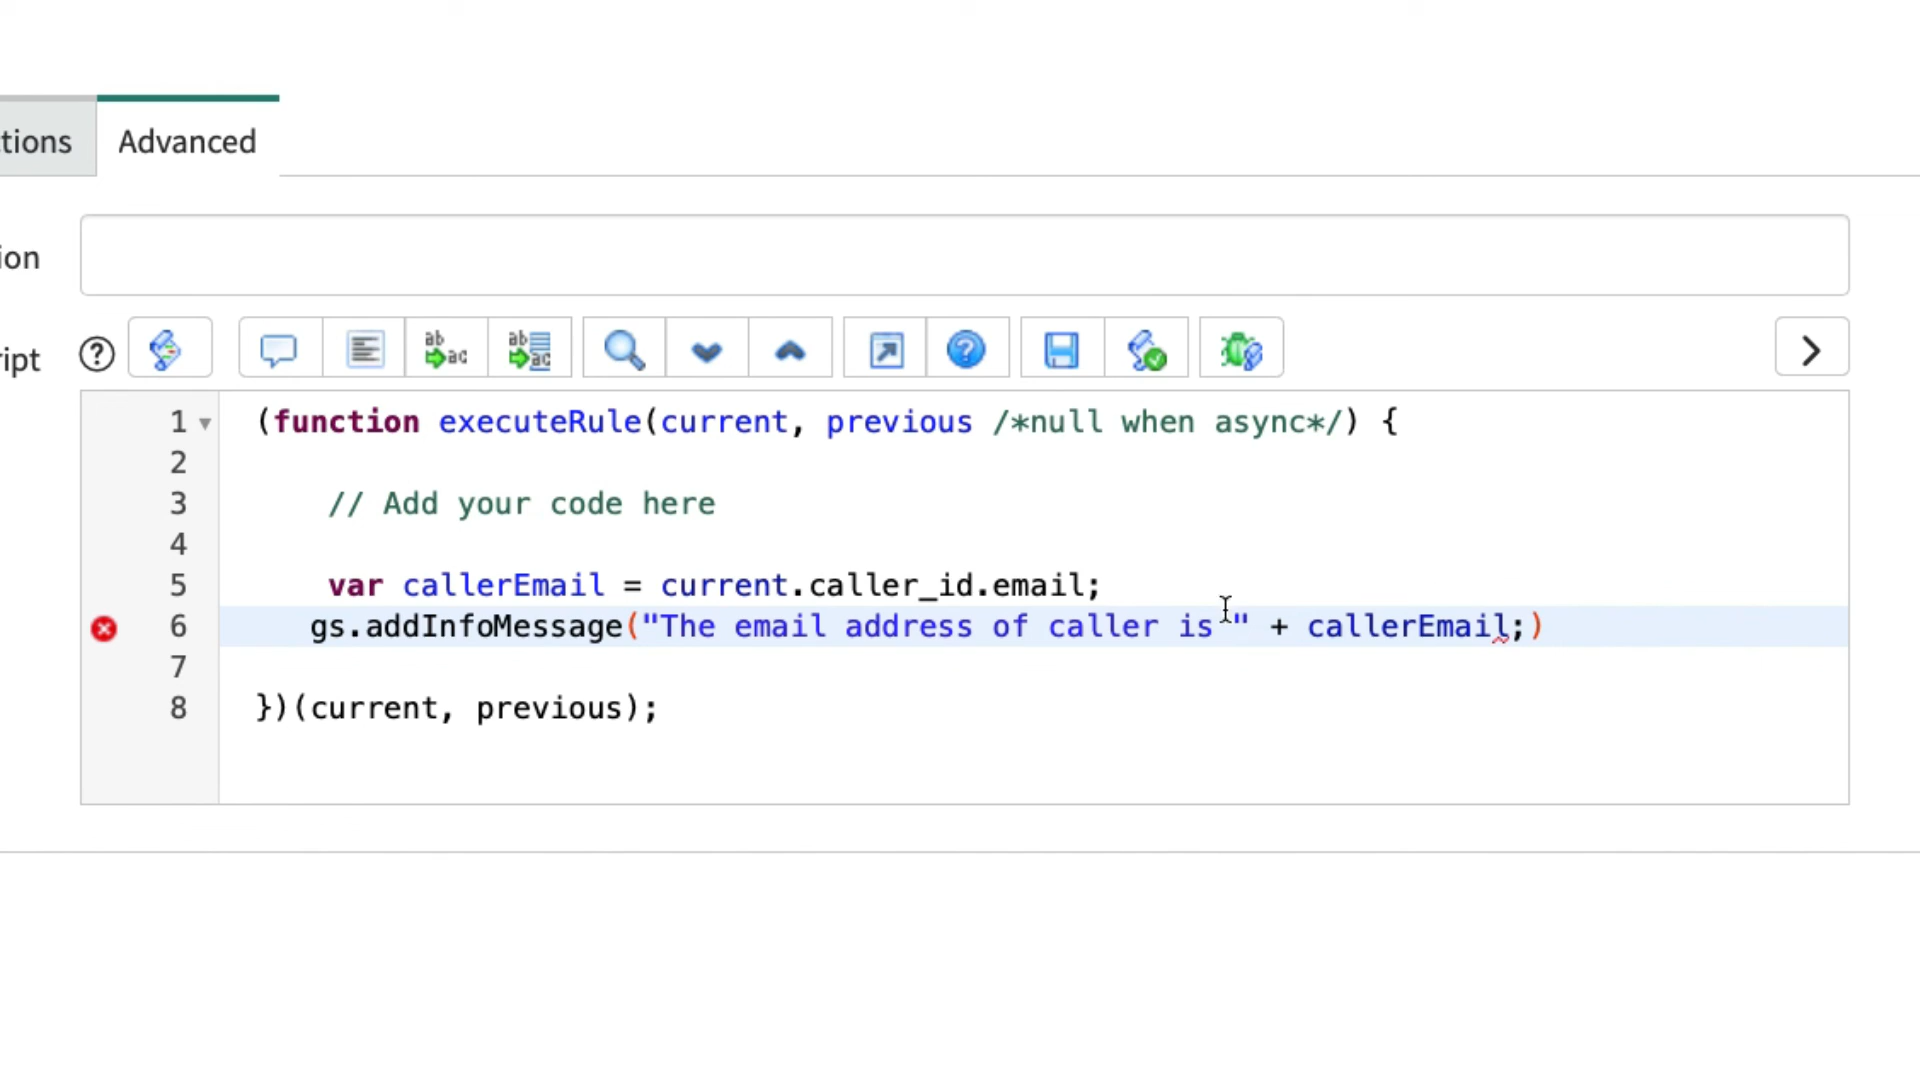 tions Advanced
ion
ipt
1 (function executeRule(current, previous /*null when async*/) {
2
3 // Add your code here
4
5 var callerEmail = current.caller_id.email;
6 gs.addInfoMessage("The email address of caller is " + callerEmail;)
7
8 })(current, previous);